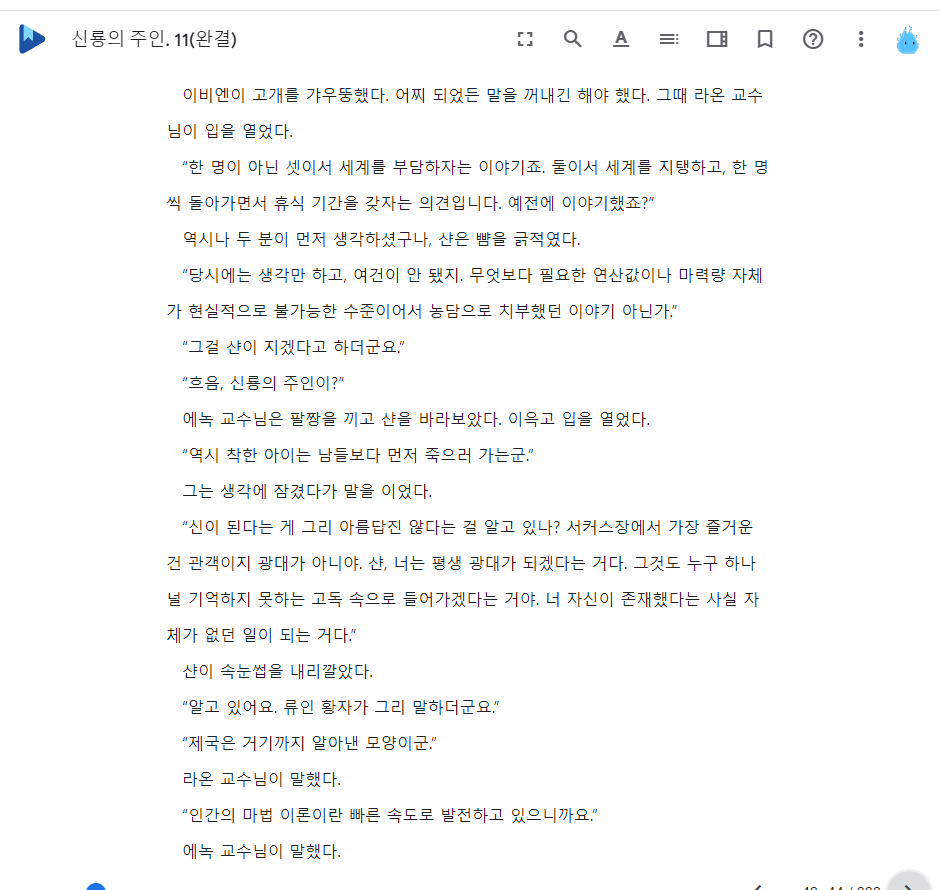 신룡의 주인. 11(완결)
이비엔이 고개를 갸우뚱했다. 어찌 되었든 말을 꺼내긴 해야 했다. 그때 라온 교수
님이 입을 열었다.
“한 명이 아닌 셋이서 세계를 부담하자는 이야기죠. 둘이서 세계를 지탱하고, 한 명
씩 돌아가면서 휴식 기간을 갖자는 의견입니다. 예전에 이야기했죠?”
역시나 두 분이 먼저 생각하셨구나, 샨은 뺨을 긁적였다.
“당시에는 생각만 하고, 여건이 안 됐지. 무엇보다 필요한 연산값이나 마력량 자체
가 현실적으로 불가능한 수준이어서 농담으로 치부했던 이야기 아닌가.”
“그걸 샨이 지겠다고 하더군요.”
“흐음, 신룡의 주인이?”
에녹 교수님은 팔짱을 끼고 샨을 바라보았다. 이윽고 입을 열었다.
“역시 착한 아이는 남들보다 먼저 죽으러 가는군.”
그는 생각에 잠겼다가 말을 이었다.
“신이 된다는 게 그리 아름답진 않다는 걸 알고 있나? 서커스장에서 가장 즐거운
건 관객이지 광대가 아니야. 샨, 너는 평생 광대가 되겠다는 거다. 그것도 누구 하나
널 기억하지 못하는 고독 속으로 들어가겠다는 거야. 너 자신이 존재했다는 사실 자
체가 없던 일이 되는 거다.”
샨이 속눈썹을 내리깔았다.
“알고 있어요. 류인 황자가 그리 말하더군요.”
“제국은 거기까지 알아낸 모양이군.”
라온 교수님이 말했다.
“인간의 마법 이론이란 빠른 속도로 발전하고 있으니까요.”
에녹 교수님이 말했다.